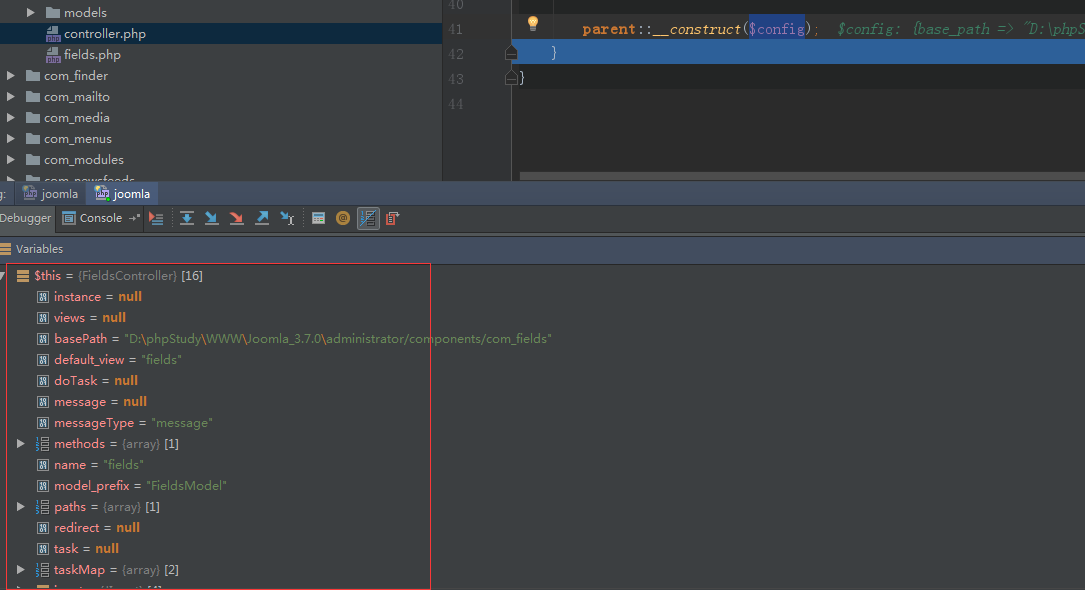 models
controller.php
fields.php
com_finder
com_mailto
com_media
com_menus
com_modules
com_newsfeeds
40
41 parent::__construct($config); $config: {base_path => "D:\phpS
42 }
43 }
44
g: joomla joomla
Debugger Console
Variables
$this = {FieldsController} [16]
instance = null
views = null
basePath = "D:\phpStudy\WWW\Joomla_3.7.0\administrator/components/com_fields"
default_view = "fields"
doTask = null
message = null
messageType = "message"
methods = {array} [1]
name = "fields"
model_prefix = "FieldsModel"
paths = {array} [1]
redirect = null
task = null
taskMap = {array} [2]